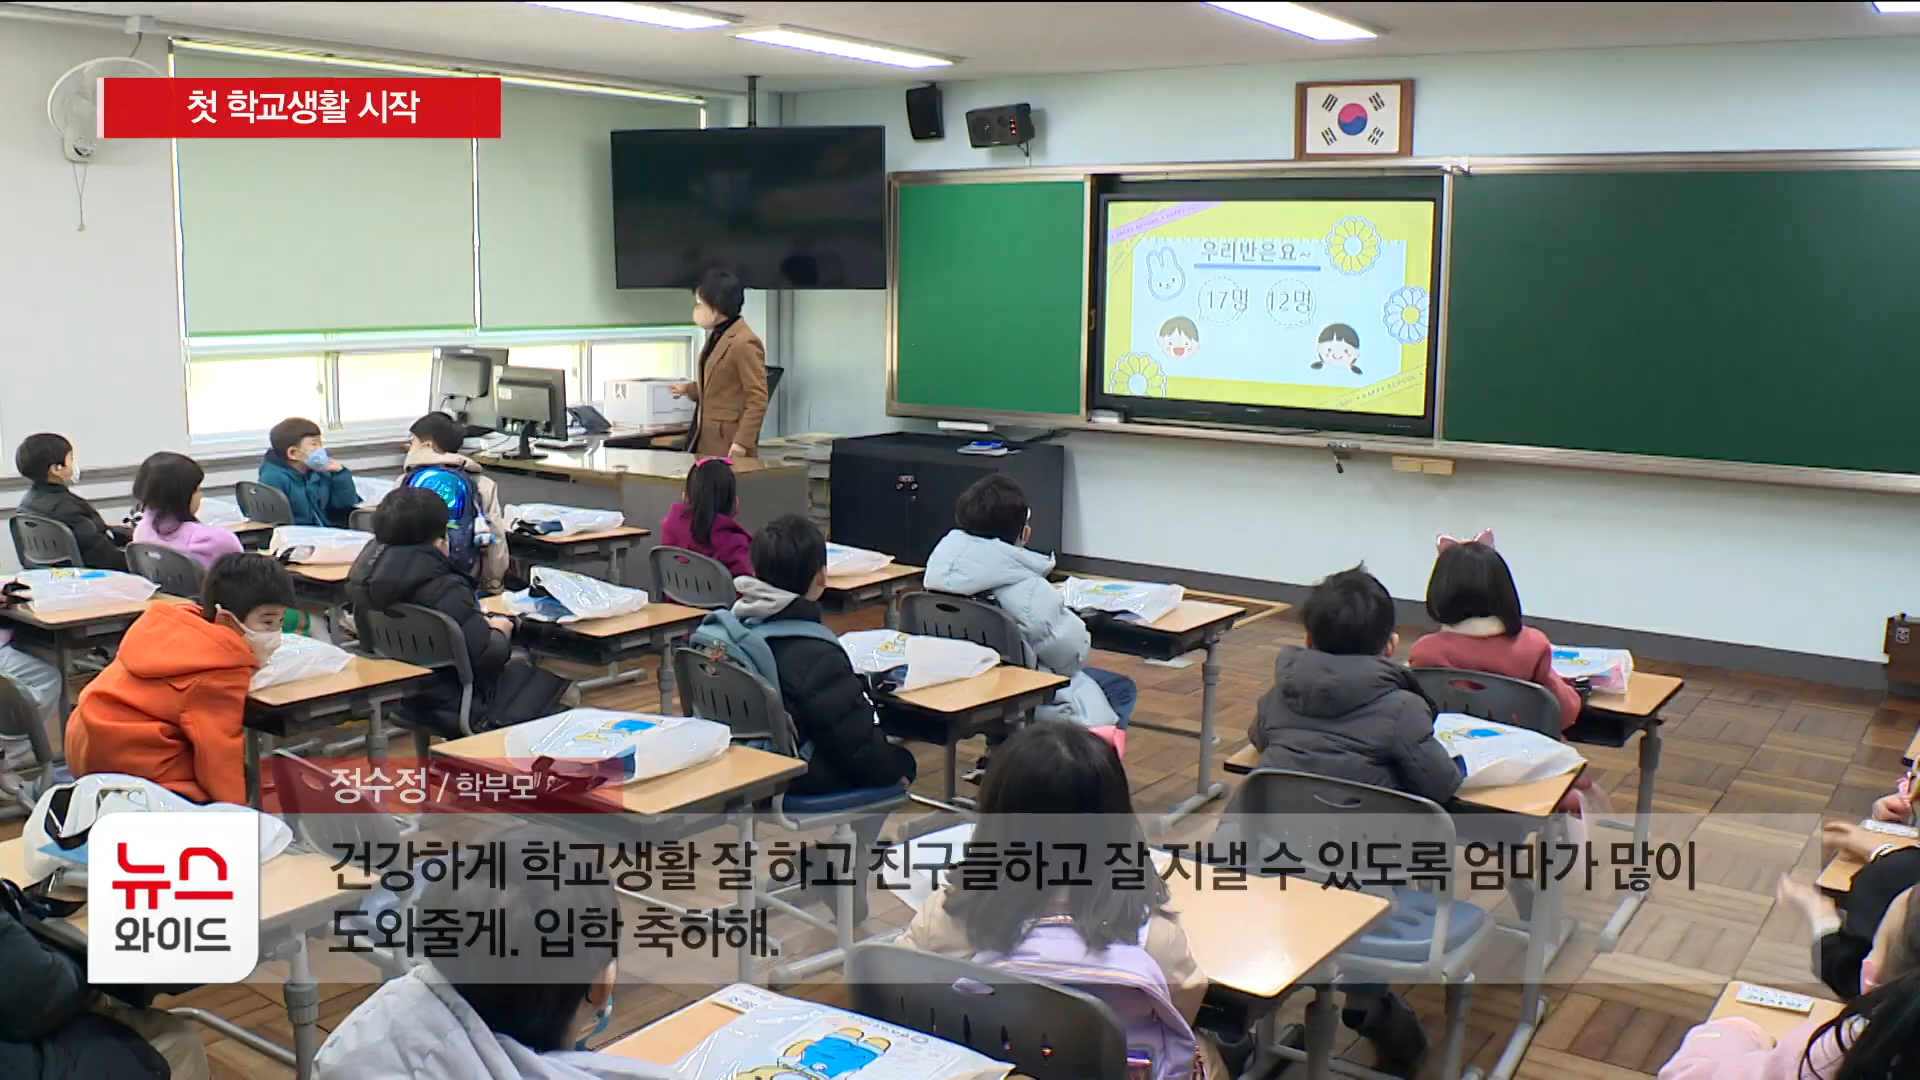 첫 학교생활 시작
우리반은요~
17명 12명
정수정 / 학부모
건강하게 학교생활 잘 하고 친구들하고 잘 지낼 수 있도록 엄마가 많이
도와줄게. 입학 축하해.
뉴스
와이드